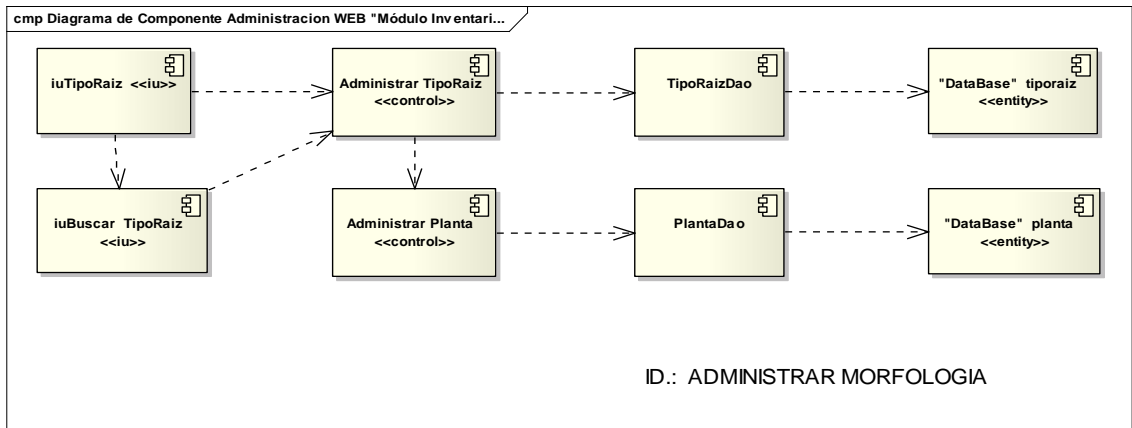 cmp Diagrama de Componente Administracion WEB "Módulo Inventari...
iuTipoRaiz <<iu>>
Administrar TipoRaiz
<<control>>
TipoRaizDao
"DataBase" tiporaiz
<<entity>>
iuBuscar TipoRaiz
<<iu>>
Administrar Planta
<<control>>
PlantaDao
"DataBase" planta
<<entity>>
ID.: ADMINISTRAR MORFOLOGIA